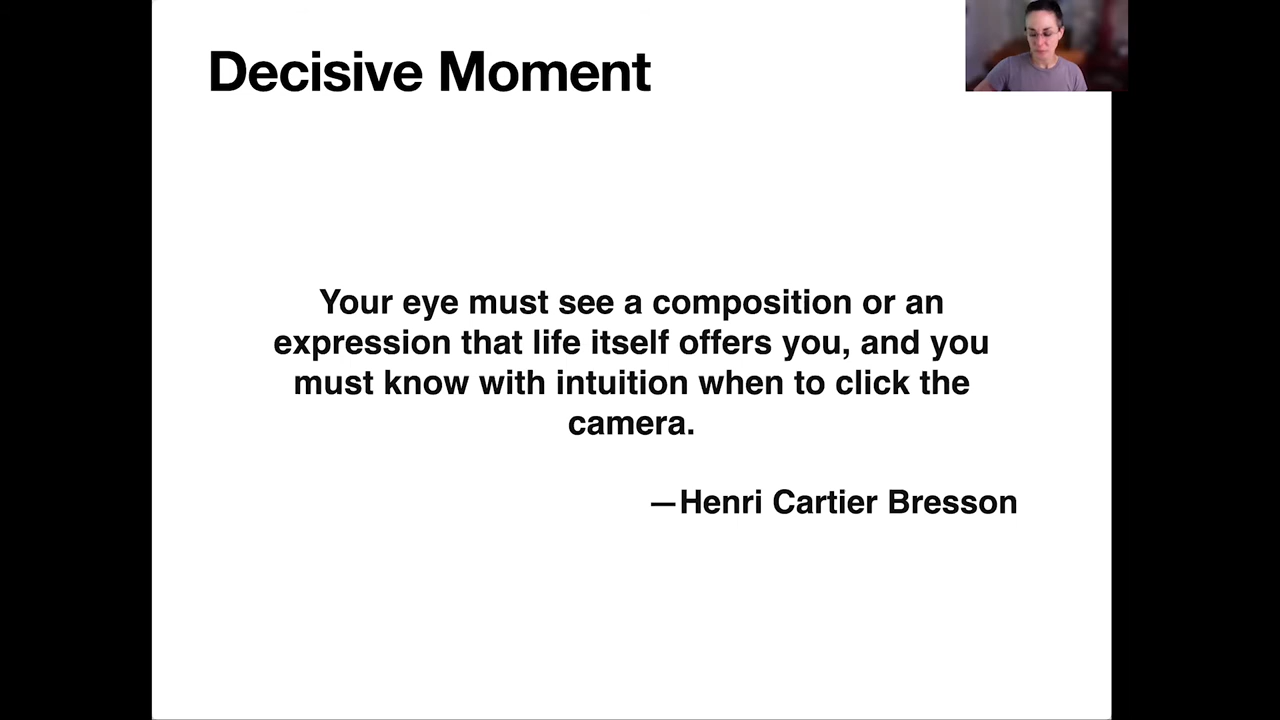 Decisive Moment
Your eye must see a composition or an
expression that life itself offers you, and you
must know with intuition when to click the
camera.
—Henri Cartier Bresson